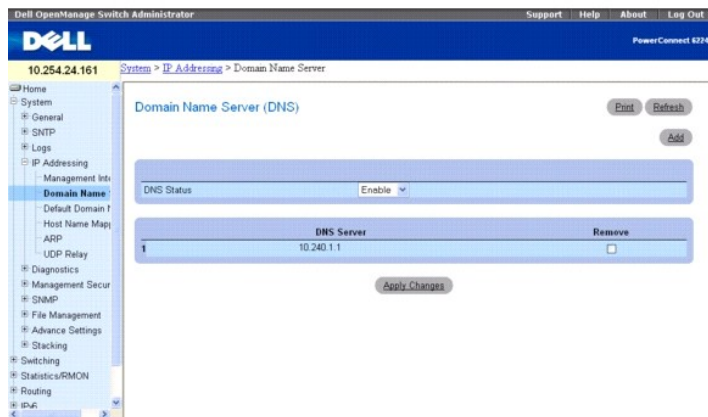 Dell OpenManage Switch Administrator
Support Help About Log Out
DELL
PowerConnect 6224
10.254.24.161
System > IP Addressing > Domain Name Server
Home
System
General
SNTP
Logs
IP Addressing
Management Inte
Domain Name
Default Domain N
Host Name Mapp
ARP
UDP Relay
Diagnostics
Management Secur
SNMP
File Management
Advance Settings
Stacking
Switching
Statistics/RMON
Routing
IPv6
Domain Name Server (DNS)
Print Refresh
Add
DNS Status Enable
DNS Server Remove
1 10.240.1.1
Apply Changes